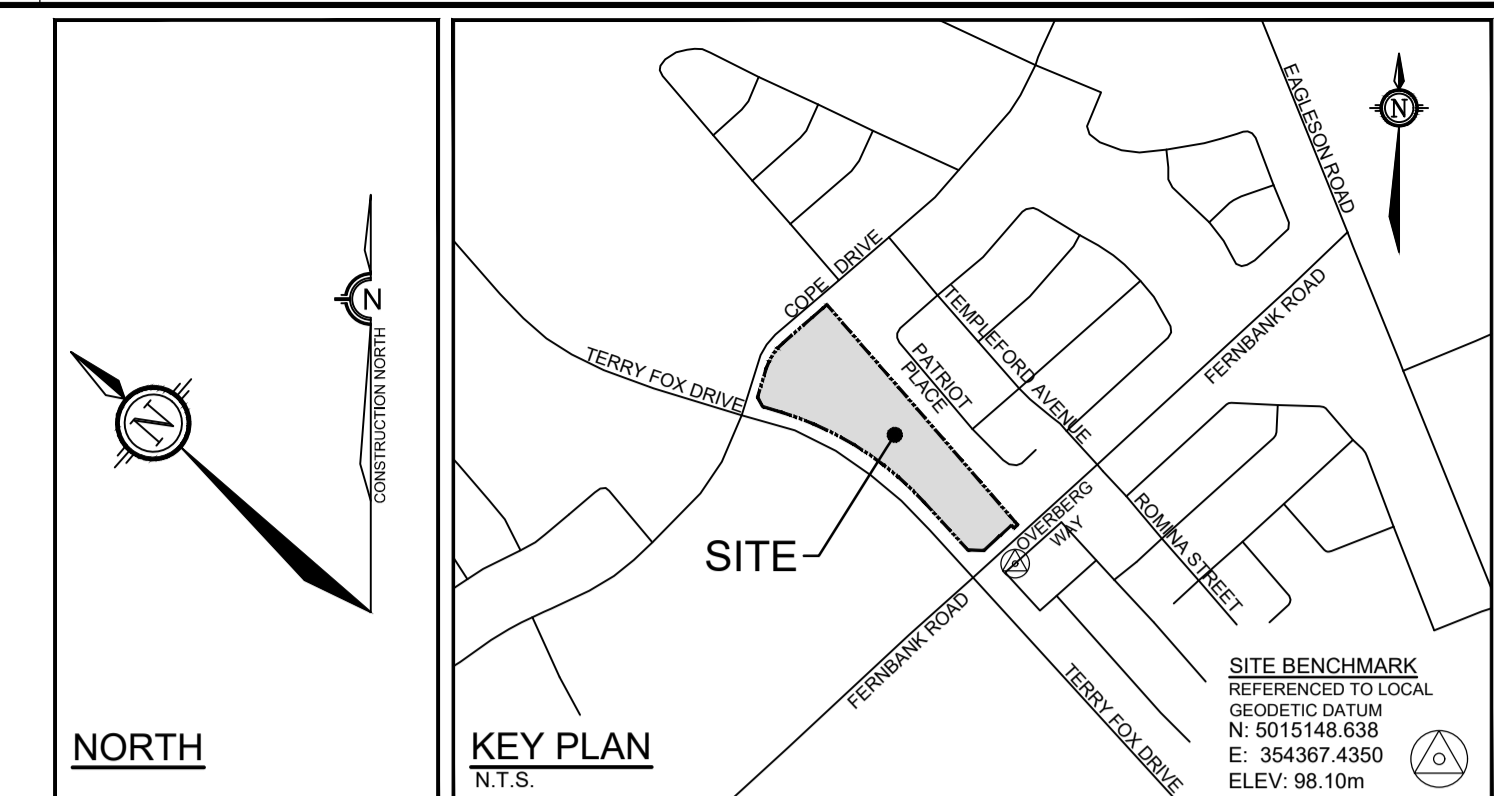 N
CONSTRUCTION NORTH
N
NORTH
EAGLESON ROAD
N
COPE DRIVE
TEMPLEFORD AVENUE
FERNBANK ROAD
TERRY FOX DRIVE
PATRIOT
PLACE
SITE
OVERBERG
WAY
ROMINA STREET
FERNBANK ROAD
TERRY FOX DRIVE
KEY PLAN
N.T.S.
SITE BENCHMARK
REFERENCED TO LOCAL
GEODETIC DATUM
N: 5015148.638
E: 354367.4350
ELEV: 98.10m